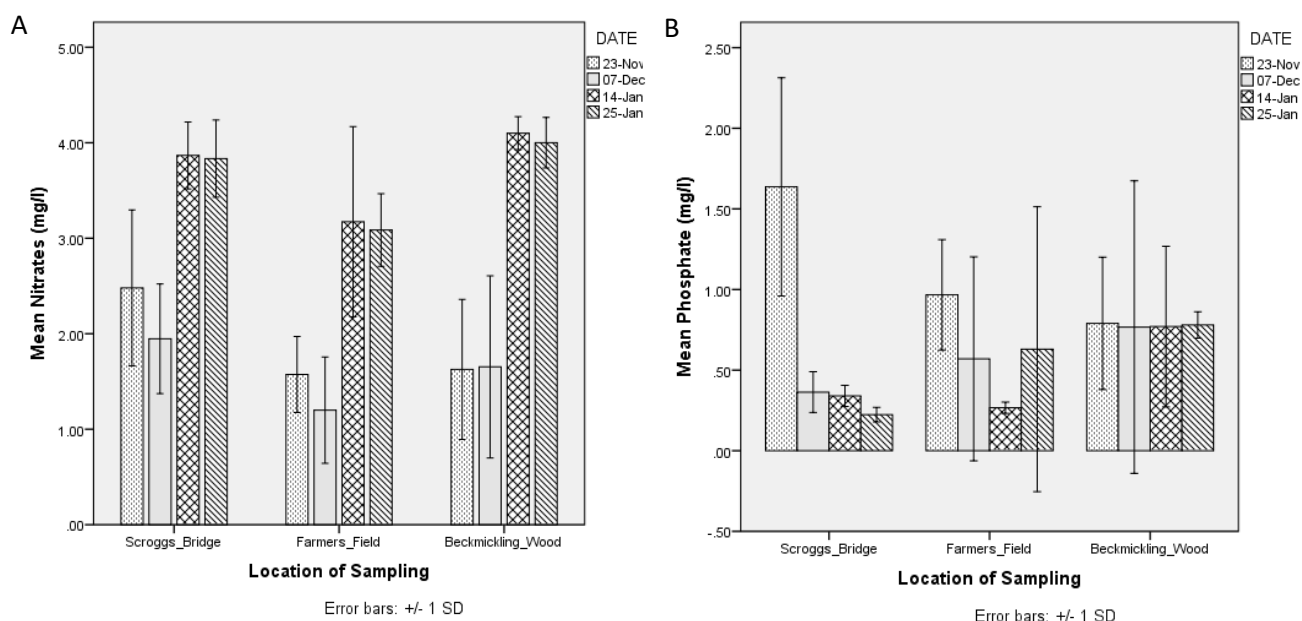 A
DATE
23-Nov
07-Dec
14-Jan
25-Jan
5.00
4.00
3.00
2.00
1.00
.00
Mean Nitrates (mg/l)
Scroggs_Bridge
Farmers_Field
Beckmickling_Wood
Location of Sampling
Error bars: +/- 1 SD
B
DATE
23-Nov
07-Dec
14-Jan
25-Jan
2.50
2.00
1.50
1.00
.50
.00
-.50
Mean Phosphate (mg/l)
Scroggs_Bridge
Farmers_Field
Beckmickling_Wood
Location of Sampling
Error bars: +/- 1 SD